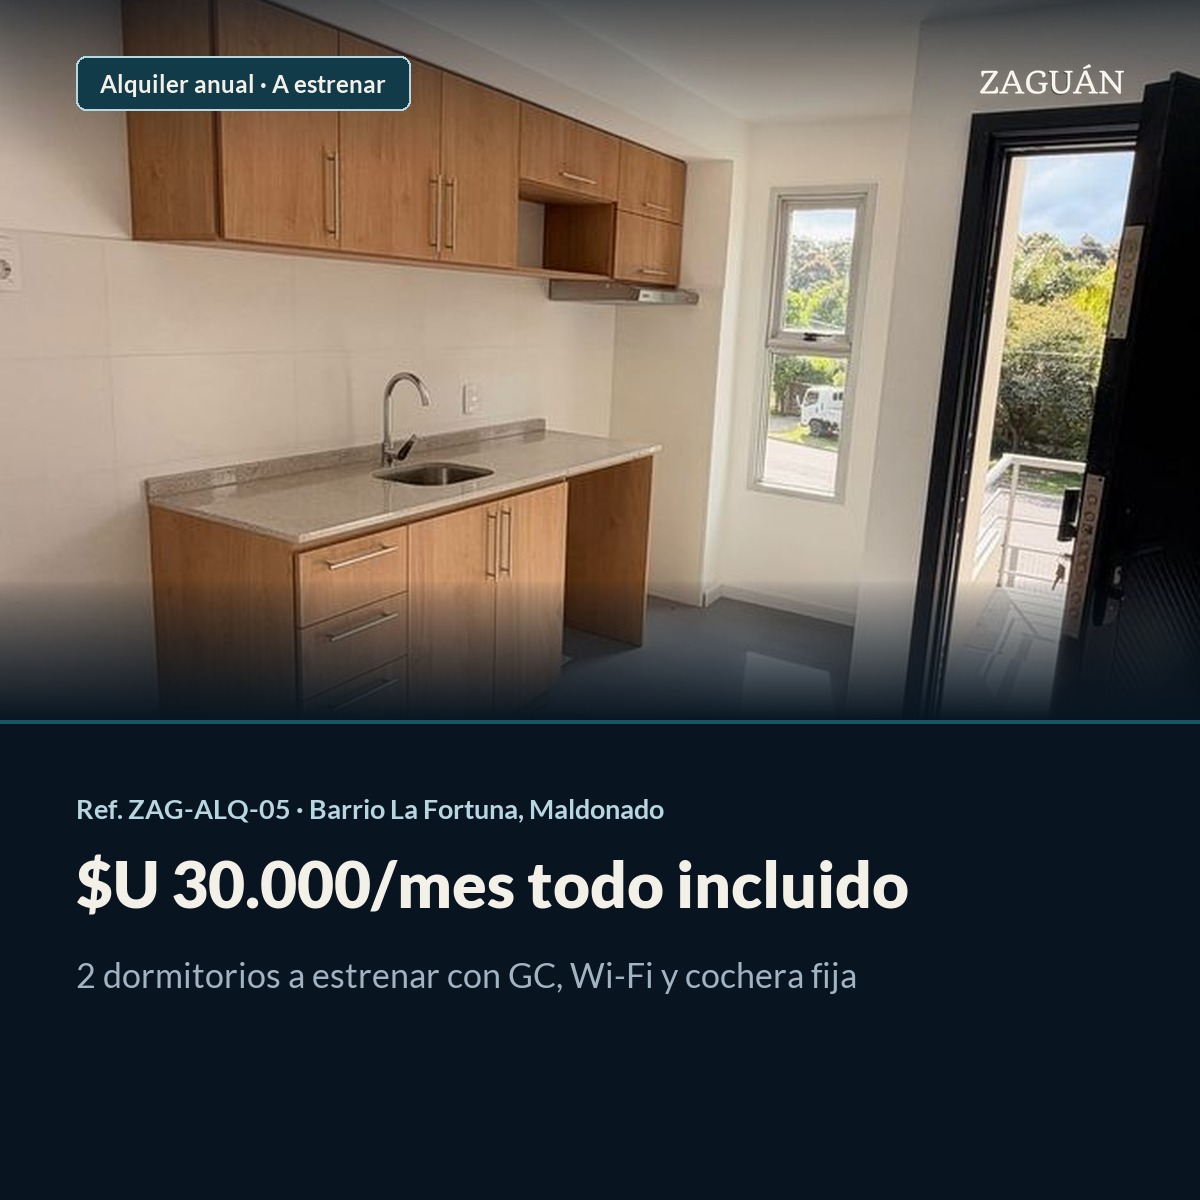 Alquiler anual · A estrenar
ZAGUÁN
Ref. ZAG-ALQ-05 · Barrio La Fortuna, Maldonado
$U 30.000/mes todo incluido
2 dormitorios a estrenar con GC, Wi-Fi y cochera fija